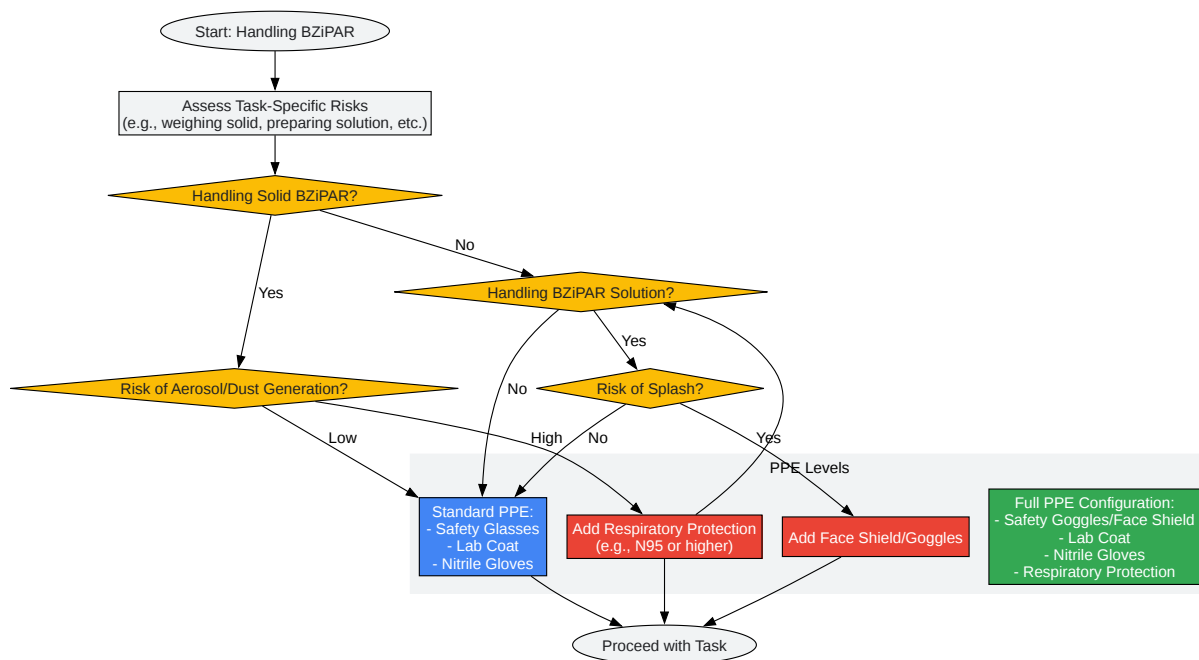 Start: Handling BZiPAR
Assess Task-Specific Risks
(e.g., weighing solid, preparing solution, etc.)
Handling Solid BZiPAR?
No
Yes
Handling BZiPAR Solution?
Yes
No
Risk of Aerosol/Dust Generation?
Risk of Splash?
Low
High
No
Yes
PPE Levels
Standard PPE:
- Safety Glasses
- Lab Coat
- Nitrile Gloves
Add Respiratory Protection
(e.g., N95 or higher)
Add Face Shield/Goggles
Full PPE Configuration:
- Safety Goggles/Face Shield
- Lab Coat
- Nitrile Gloves
- Respiratory Protection
Proceed with Task